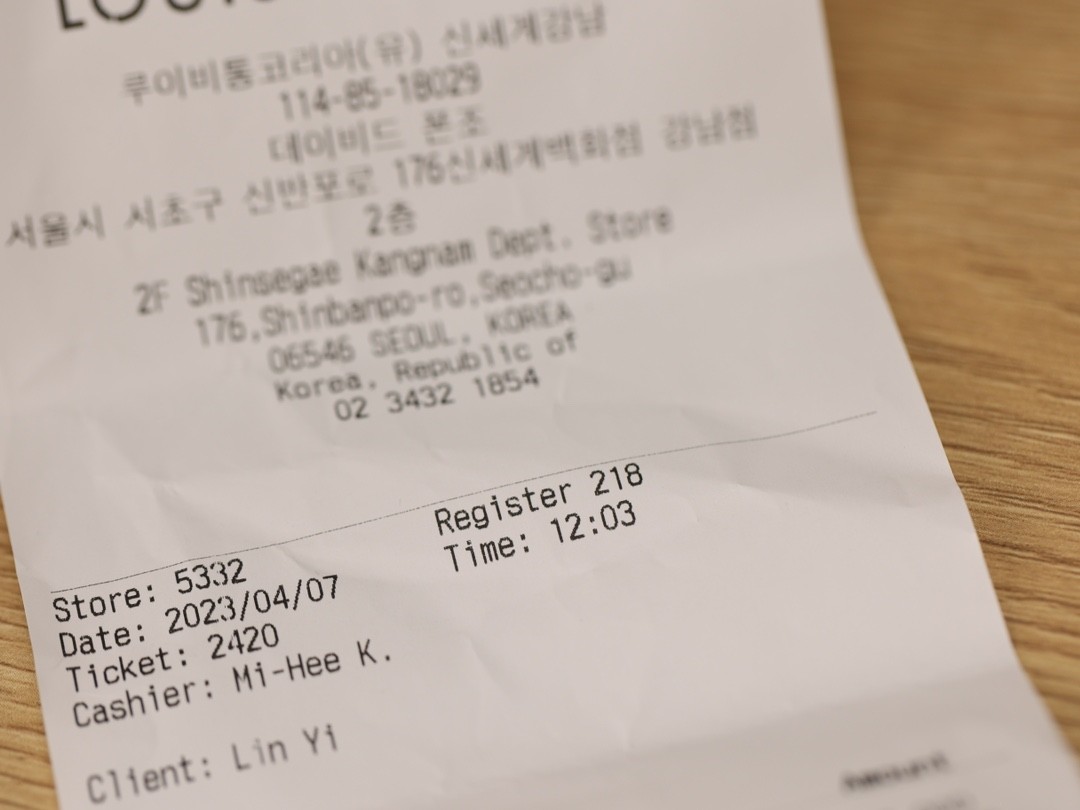 루이비통코리아(유) 신세계강남
114-85-18029
데이비드 폰조
서울시 서초구 신반포로 176신세계백화점 강남점
2층
2F Shinsegae Kangnam Dept. Store
176,Shinbanpo-ro,Seocho-gu
06546 SEOUL, KOREA
Korea, Republic of
02 3432 1854
Register 218
Time: 12:03
Store: 5332
Date: 2023/04/07
Ticket: 2420
Cashier: Mi-Hee K.
Client: Lin Yi